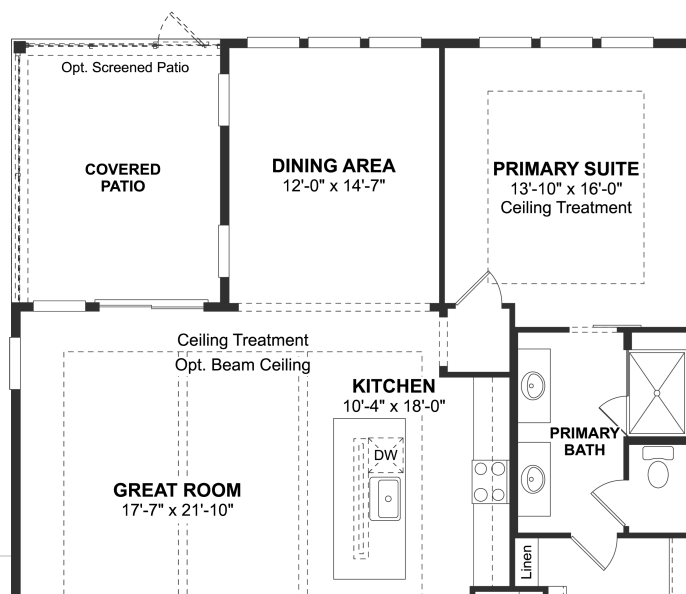 Opt. Screened Patio
COVERED
PATIO
DINING AREA
12'-0" x 14'-7"
PRIMARY SUITE
13'-10" x 16'-0"
Ceiling Treatment
Ceiling Treatment
Opt. Beam Ceiling
KITCHEN
10'-4" x 18'-0"
DW
GREAT ROOM
17'-7" x 21'-10"
PRIMARY
BATH
Linen